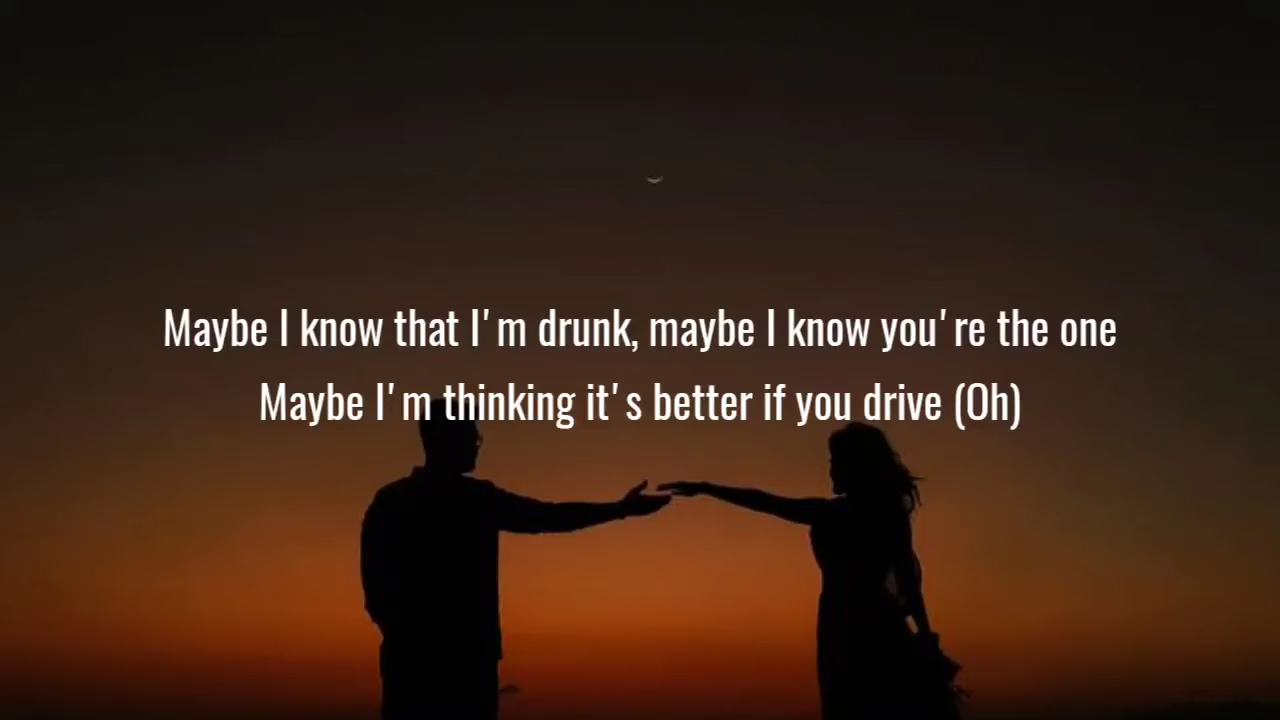 Maybe I know that I'm drunk, maybe I know you're the one
Maybe I'm thinking it's better if you drive (Oh)